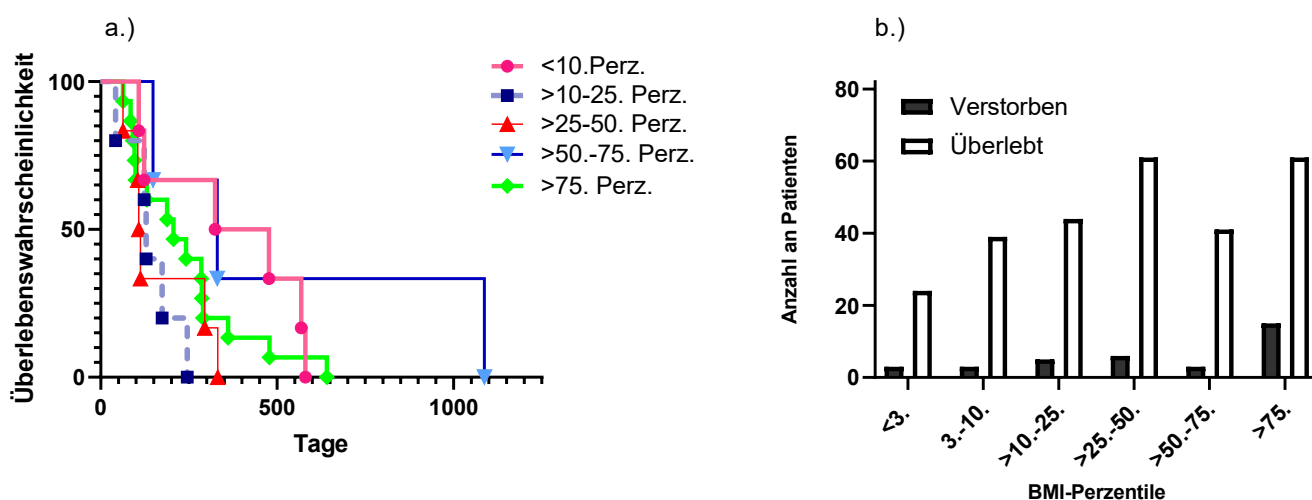 a.)
Überlebenswahrscheinlichkeit
100
50
0
0
500
1000
Tage
<10.Perz.
>10-25. Perz.
>25-50. Perz.
>50.-75. Perz.
>75. Perz.
b.)
Anzahl an Patienten
80
60
40
20
0
Verstorben
Überlebt
<3.
3.-10.
>10.-25.
>25.-50.
>50.-75.
>75.
BMI-Perzentile